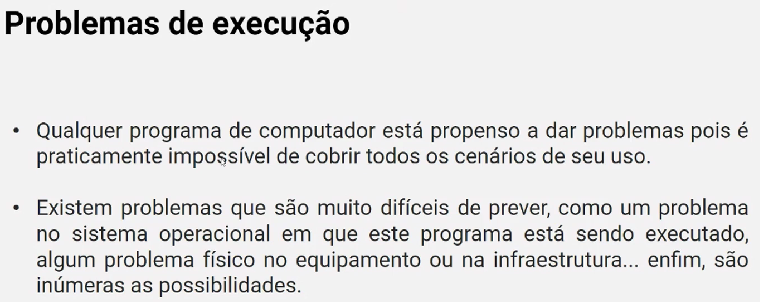 Problemas de execução
• Qualquer programa de computador está propenso a dar problemas pois é
praticamente impossível de cobrir todos os cenários de seu uso.
• Existem problemas que são muito difíceis de prever, como um problema
no sistema operacional em que este programa está sendo executado,
algum problema físico no equipamento ou na infraestrutura... enfim, são
inúmeras as possibilidades.